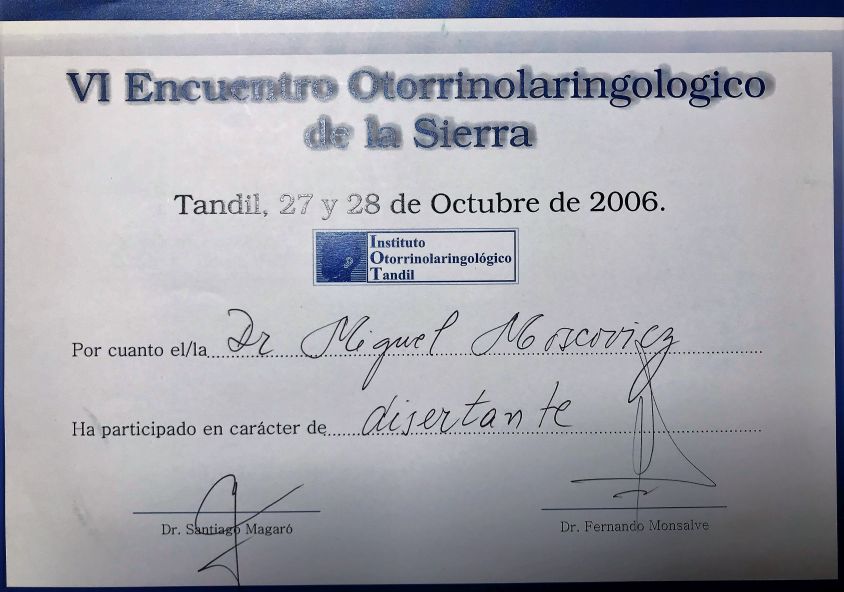 VI Encuentro Otorrinolaringologico
de la Sierra
Tandil, 27 y 28 de Octubre de 2006.
Instituto
Otorrinolaringológico
Tandil
Por cuanto el/la Dr Miguel Moscovicz
Ha participado en carácter de disertante
Dr. Santiago Magaró
Dr. Fernando Monsalve